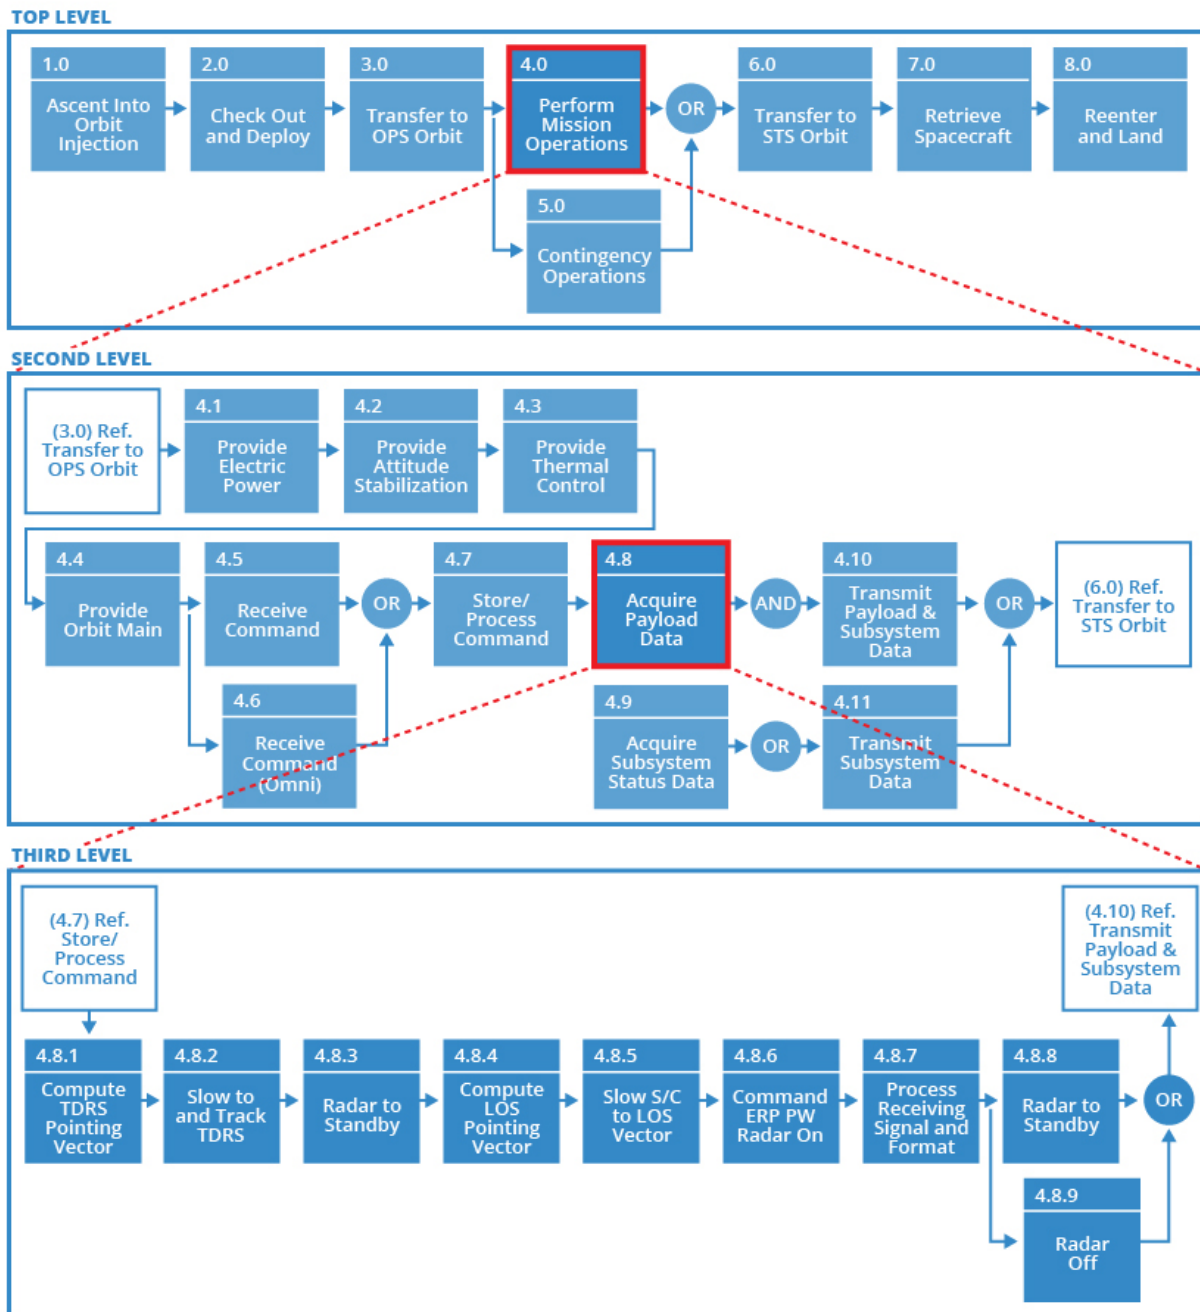 TOP LEVEL
1.0
Ascent Into
Orbit
Injection
2.0
Check Out
and Deploy
3.0
Transfer to
OPS Orbit
4.0
Perform
Mission
Operations
OR
6.0
Transfer to
STS Orbit
7.0
Retrieve
Spacecraft
8.0
Reenter
and Land
5.0
Contingency
Operations
SECOND LEVEL
(3.0) Ref.
Transfer to
OPS Orbit
4.1
Provide
Electric
Power
4.2
Provide
Attitude
Stabilization
4.3
Provide
Thermal
Control
4.4
Provide
Orbit Main
4.5
Receive
Command
OR
4.7
Store/
Process
Command
4.8
Acquire
Payload
Data
AND
4.10
Transmit
Payload &
Subsystem
Data
OR
(6.0) Ref.
Transfer to
STS Orbit
4.6
Receive
Command
(Omni)
4.9
Acquire
Subsystem
Status Data
OR
4.11
Transmit
Subsystem
Data
THIRD LEVEL
(4.7) Ref.
Store/
Process
Command
(4.10) Ref.
Transmit
Payload &
Subsystem
Data
4.8.1
Compute
TDRS
Pointing
Vector
4.8.2
Slow to
and Track
TDRS
4.8.3
Radar to
Standby
4.8.4
Compute
LOS
Pointing
Vector
4.8.5
Slow S/C
to LOS
Vector
4.8.6
Command
ERP PW
Radar On
4.8.7
Process
Receiving
Signal and
Format
4.8.8
Radar to
Standby
OR
4.8.9
Radar
Off